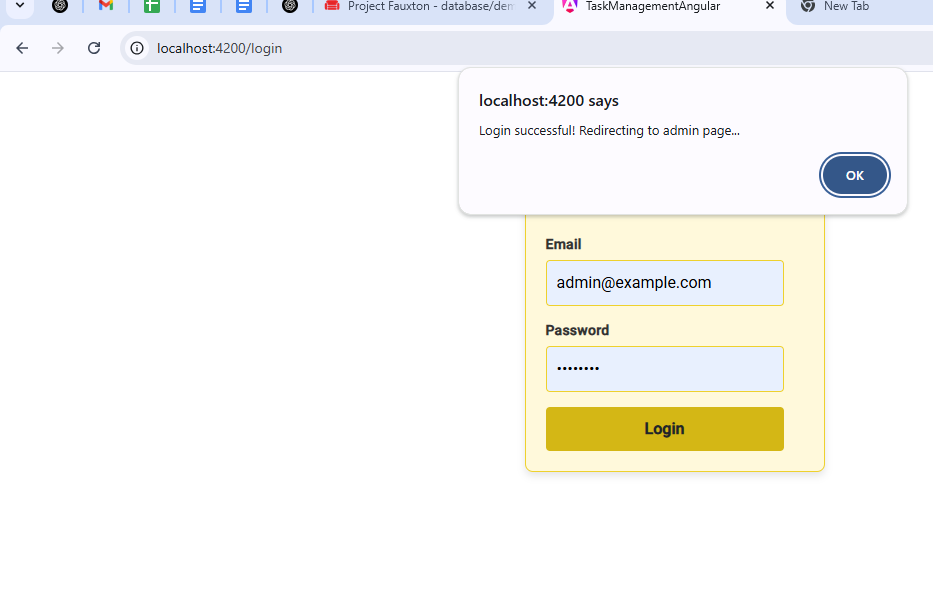 Project Fauxton - database/dem
TaskManagementAngular
New Tab
localhost:4200/login
localhost:4200 says
Login successful! Redirecting to admin page...
OK
Email
admin@example.com
Password
••••••••
Login